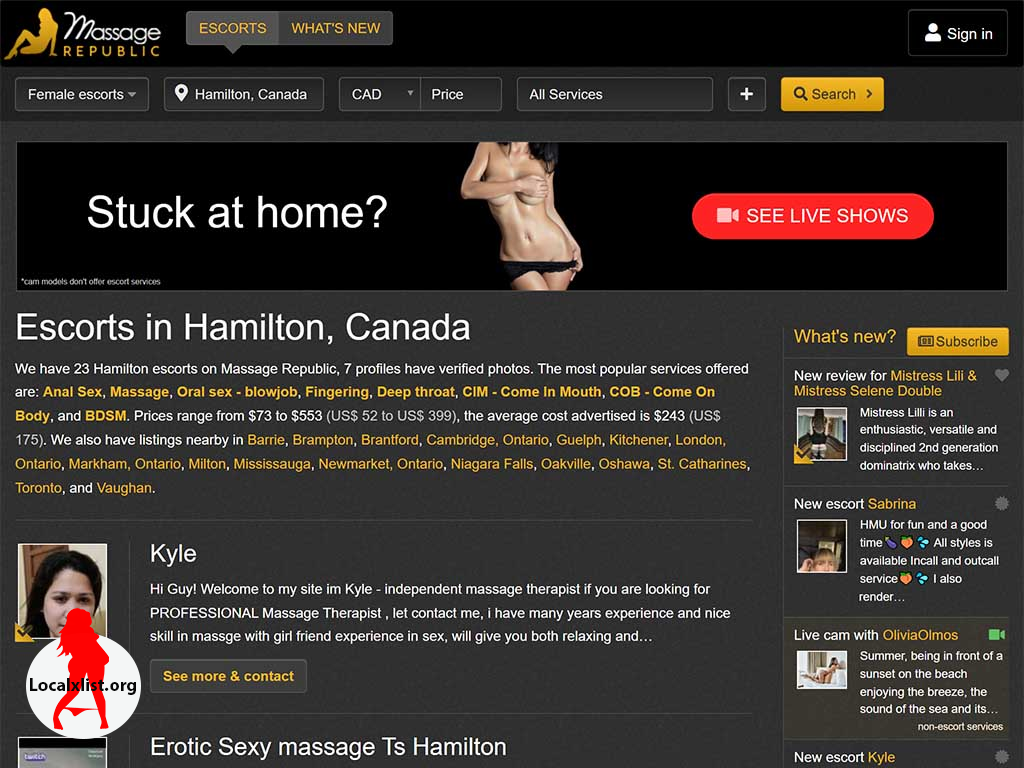 Massage
REPUBLIC
ESCORTS
WHAT'S NEW
Sign in
Female escorts
Hamilton, Canada
CAD
Price
All Services
+
Search
Stuck at home?
SEE LIVE SHOWS
*cam models don't offer escort services
Escorts in Hamilton, Canada
We have 23 Hamilton escorts on Massage Republic, 7 profiles have verified photos. The most popular services offered
are: Anal Sex, Massage, Oral sex - blowjob, Fingering, Deep throat, CIM - Come In Mouth, COB - Come On
Body, and BDSM. Prices range from $73 to $553 (US$ 52 to US$ 399), the average cost advertised is $243 (US$
175). We also have listings nearby in Barrie, Brampton, Brantford, Cambridge, Ontario, Guelph, Kitchener, London,
Ontario, Markham, Ontario, Milton, Mississauga, Newmarket, Ontario, Niagara Falls, Oakville, Oshawa, St. Catharines,
Toronto, and Vaughan.
Kyle
Hi Guy! Welcome to my site im Kyle - independent massage therapist if you are looking for
PROFESSIONAL Massage Therapist , let contact me, i have many years experience and nice
skill in massge with girl friend experience in sex, will give you both relaxing and…
See more & contact
Localxlist.org
Erotic Sexy massage Ts Hamilton
twitch
What's new?
Subscribe
New review for Mistress Lili &
Mistress Selene Double
Mistress Lilli is an
enthusiastic, versatile and
disciplined 2nd generation
dominatrix who takes…
New escort Sabrina
HMU for fun and a good
time🍆 🍑 💦 All styles is
available Incall and outcall
service🍑 💦 I also
render…
Live cam with OliviaOlmos
Summer, being in front of a
sunset on the beach
enjoying the breeze, the
sound of the sea and its…
non-escort services
New escort Kyle